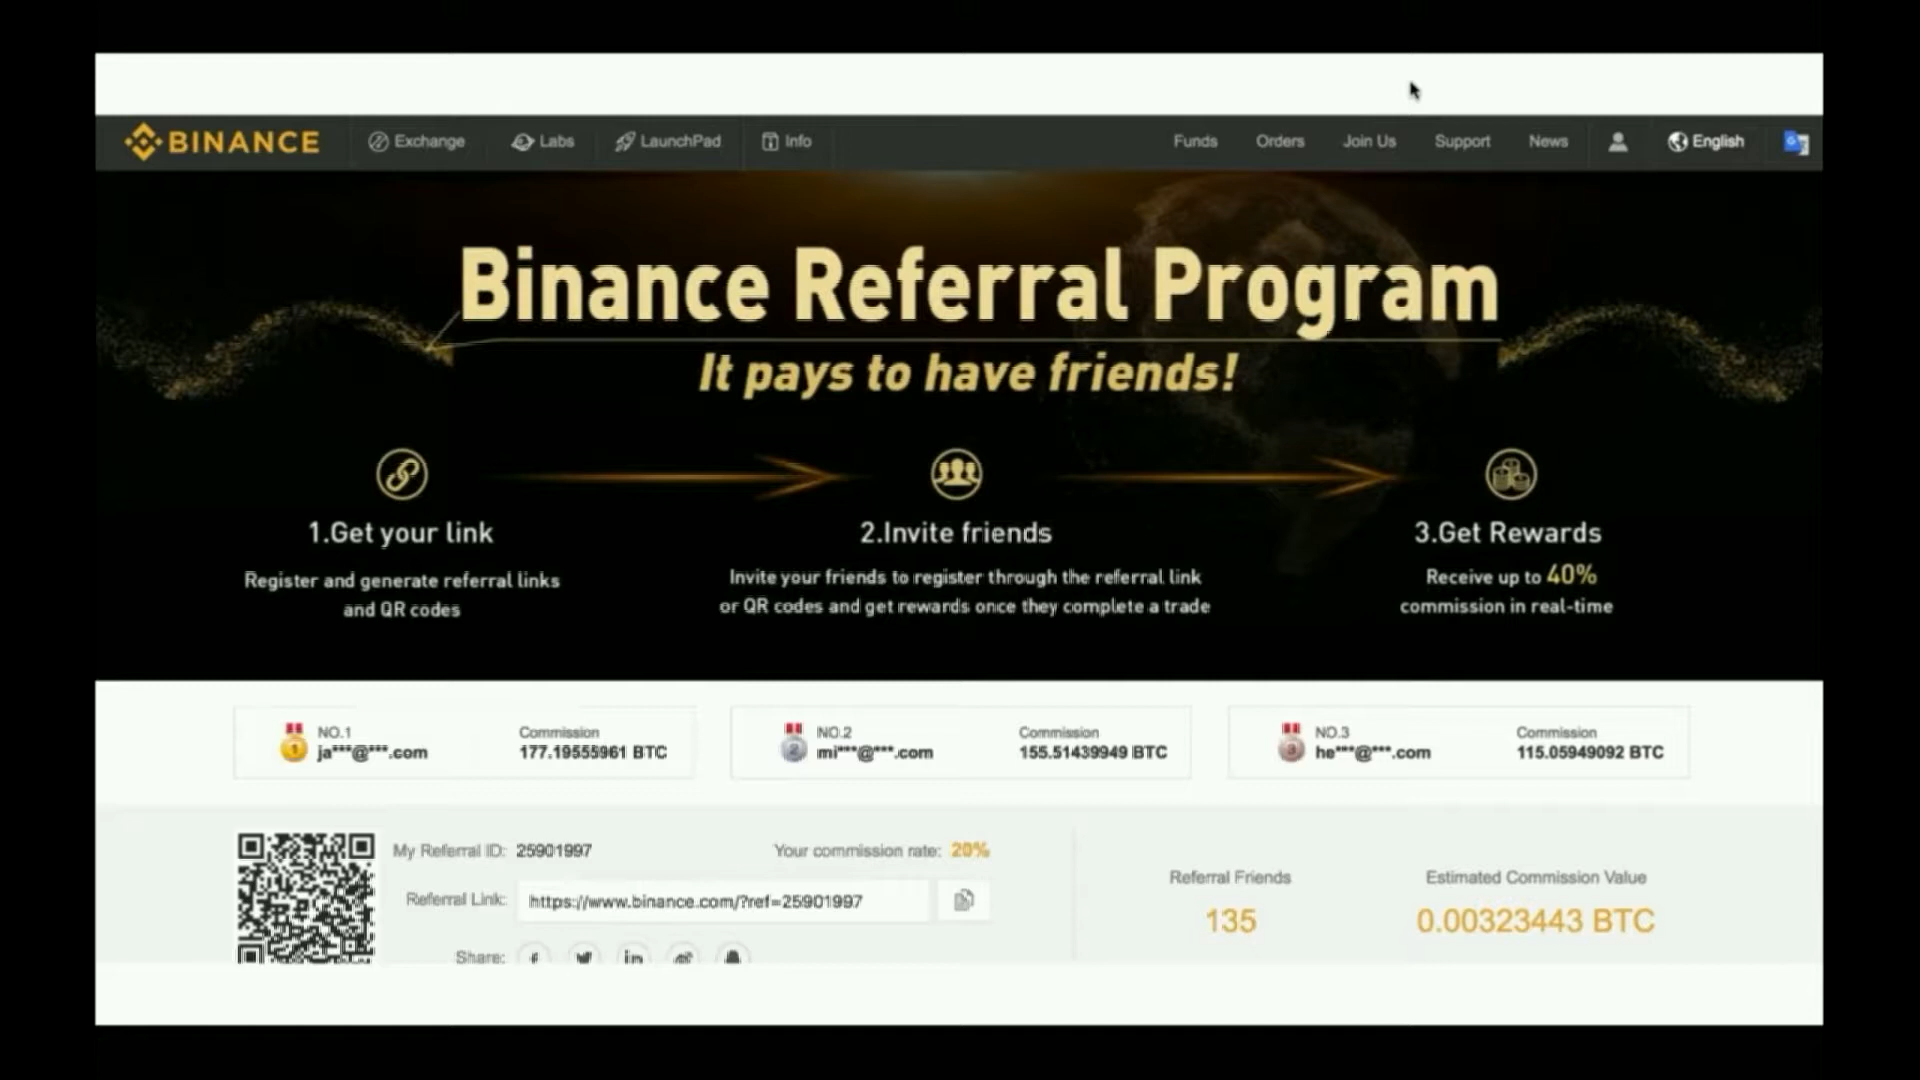 BINANCE Exchange Labs LaunchPad Info Funds Orders Join Us Support News English
Binance Referral Program
It pays to have friends!
1.Get your link
Register and generate referral links
and QR codes
2.Invite friends
Invite your friends to register through the referral link
or QR codes and get rewards once they complete a trade
3.Get Rewards
Receive up to 40%
commission in real-time
NO.1 Commission
ja***@***.com 177.19555961 BTC
NO.2 Commission
mi***@***.com 155.51439949 BTC
NO.3 Commission
he***@***.com 115.05949092 BTC
My Referral ID: 25901997 Your commission rate: 20%
Referral Link: https://www.binance.com/?ref=25901997
Share:
Referral Friends
135
Estimated Commission Value
0.00323443 BTC